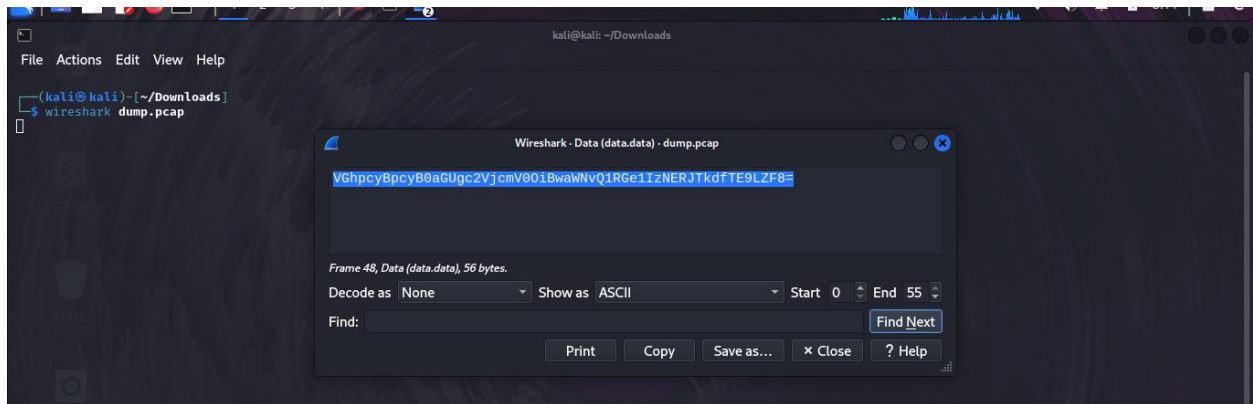 2
kali@kali: ~/Downloads
File Actions Edit View Help
(kali㉿kali)-[~/Downloads]
$ wireshark dump.pcap
Wireshark · Data (data.data) · dump.pcap
VGhpcyBpcyB0aGUgc2VjcmV0OiBwaWNvQ1RGe1IzNERJTkdfTE9LZF8=
Frame 48, Data (data.data), 56 bytes.
Decode as None Show as ASCII Start 0 End 55
Find: Find Next
Print Copy Save as... × Close ? Help
Trash